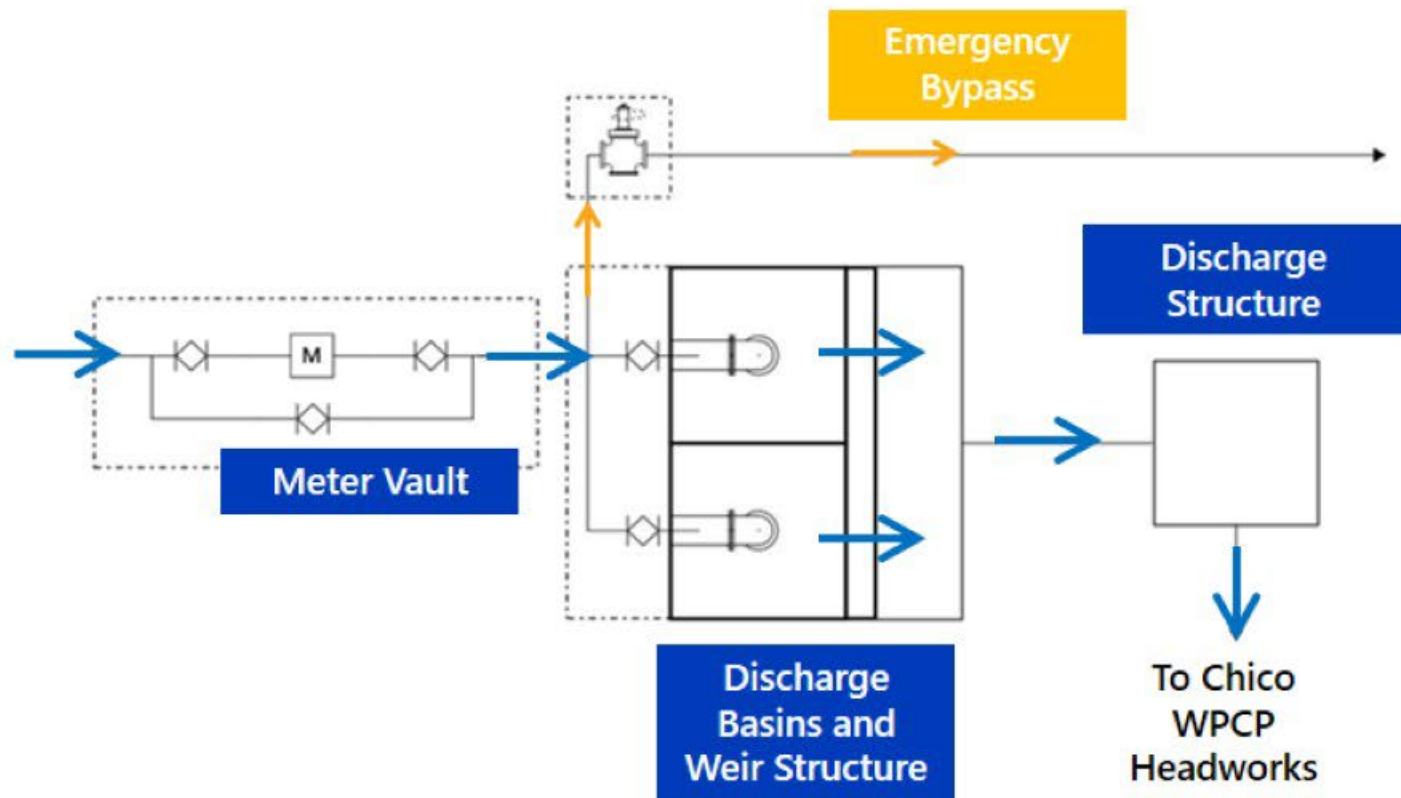 Emergency
Bypass
Discharge
Structure
M
Meter Vault
Discharge
Basins and
Weir Structure
To Chico
WPCP
Headworks